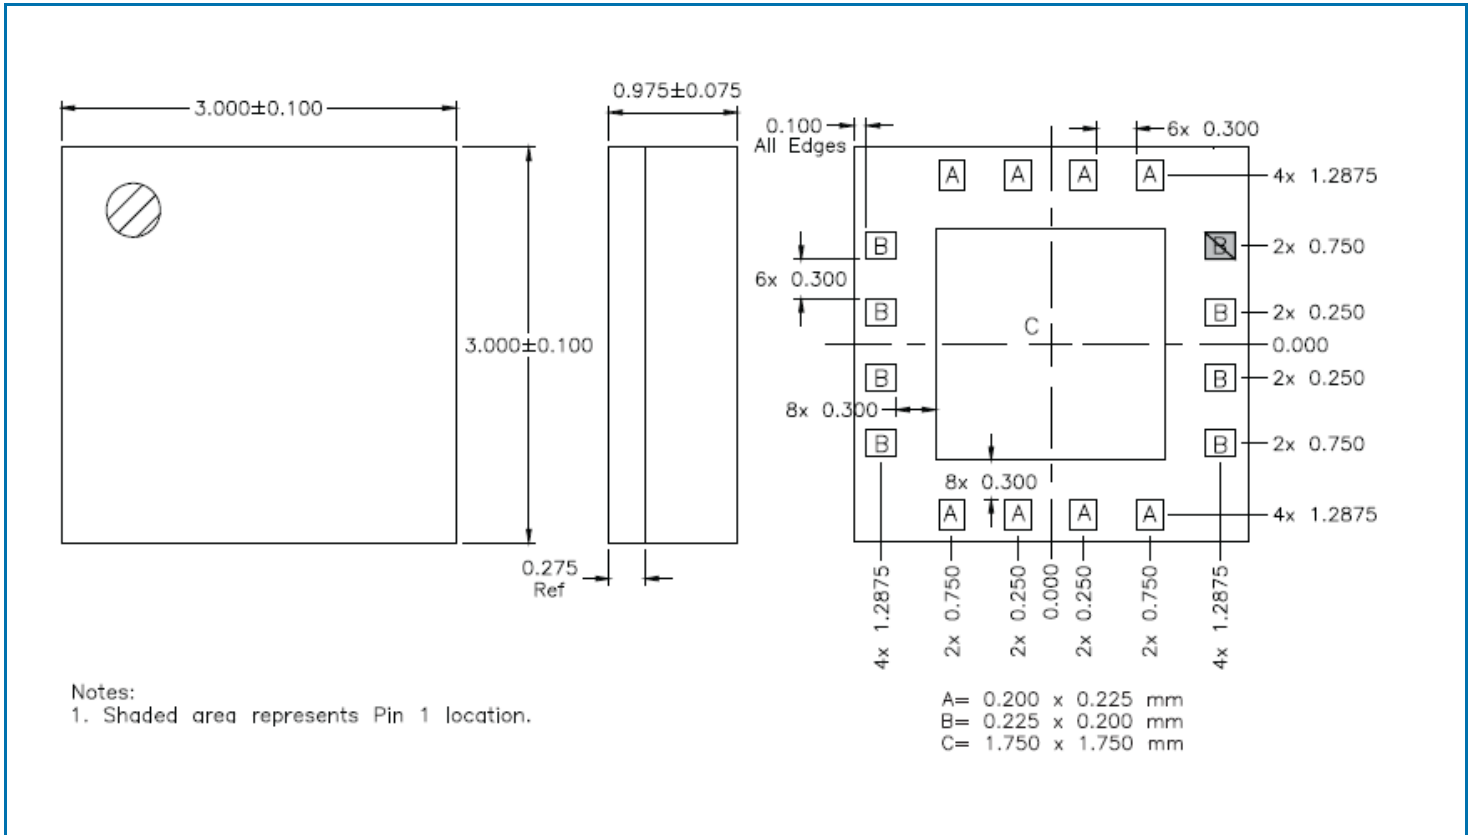 3.000±0.100
0.975±0.075
0.100
All Edges
6x 0.300
A A A A
4x 1.2875
B B
2x 0.750
6x 0.300
B B
2x 0.250
C
3.000±0.100
0.000
B B
2x 0.250
8x 0.300
B B
2x 0.750
8x 0.300
A A A A
4x 1.2875
0.275
Ref
4x 1.2875
2x 0.750
2x 0.250
0.000
2x 0.250
2x 0.750
4x 1.2875
Notes:
1. Shaded area represents Pin 1 location.
A= 0.200 x 0.225 mm
B= 0.225 x 0.200 mm
C= 1.750 x 1.750 mm